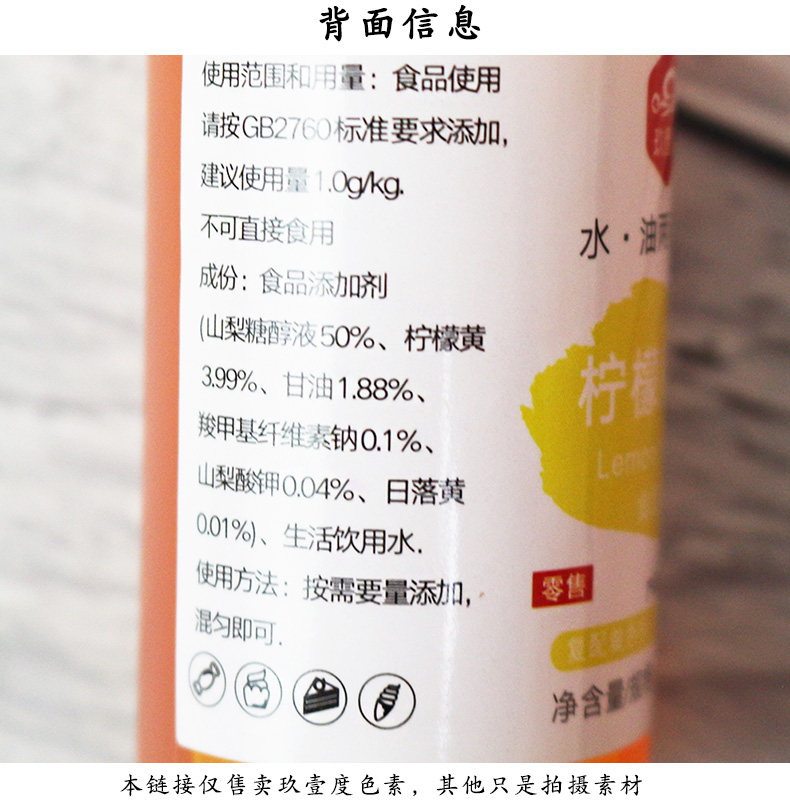 背面信息
使用范围和用量：食品使用
请按GB2760标准要求添加，
建议使用量1.0g/kg.
不可直接食用
成份：食品添加剂
(山梨糖醇液50%、柠檬黄
3.99%、甘油1.88%、
羧甲基纤维素钠0.1%、
山梨酸钾0.04%、日落黄
0.01%)、生活饮用水.
使用方法：按需要量添加，
混匀即可.
水·油两
柠檬
Lemo
零售
净含量/规格
本链接仅售卖玖壹度色素，其他只是拍摄素材